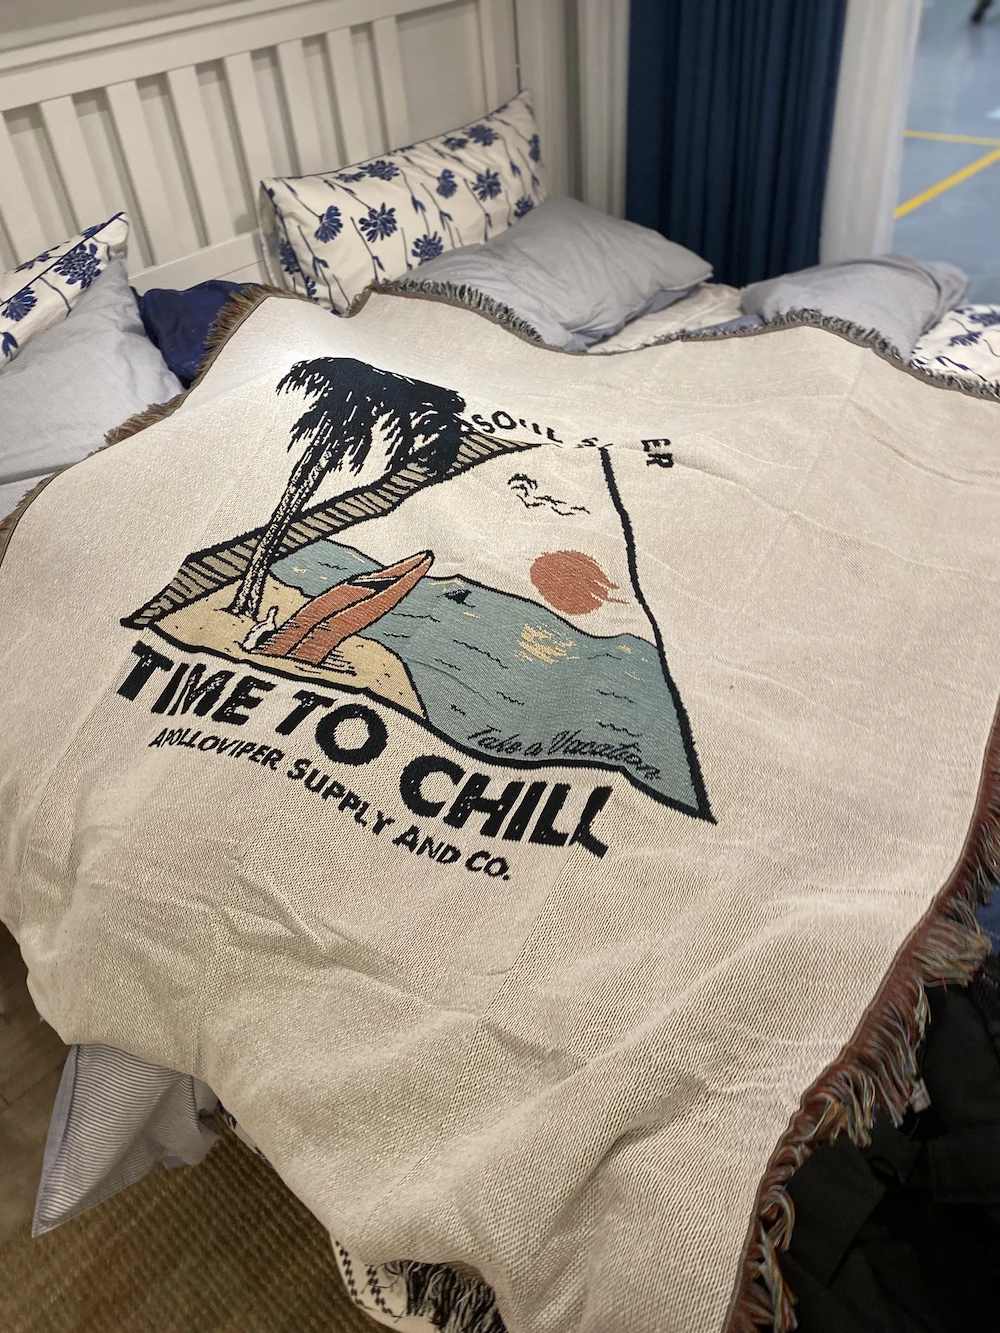 TIME TO CHILL
APOLLOVIPER SUPPLY AND CO.
Take a Vacation